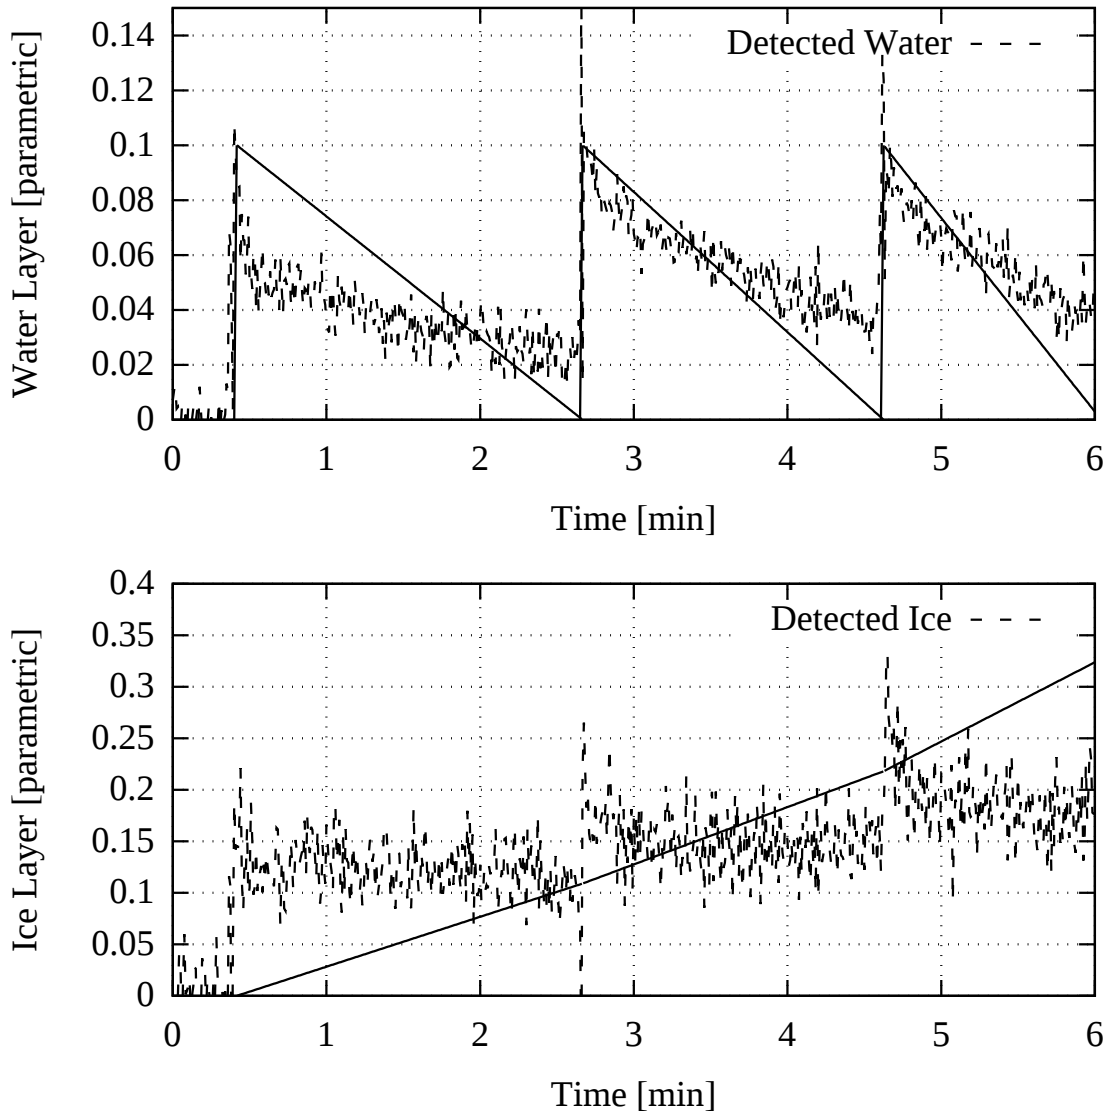 Water Layer [parametric]
0.14
0.12
0.1
0.08
0.06
0.04
0.02
0
Detected Water
0 1 2 3 4 5 6
Time [min]
Ice Layer [parametric]
0.4
0.35
0.3
0.25
0.2
0.15
0.1
0.05
0
Detected Ice
0 1 2 3 4 5 6
Time [min]